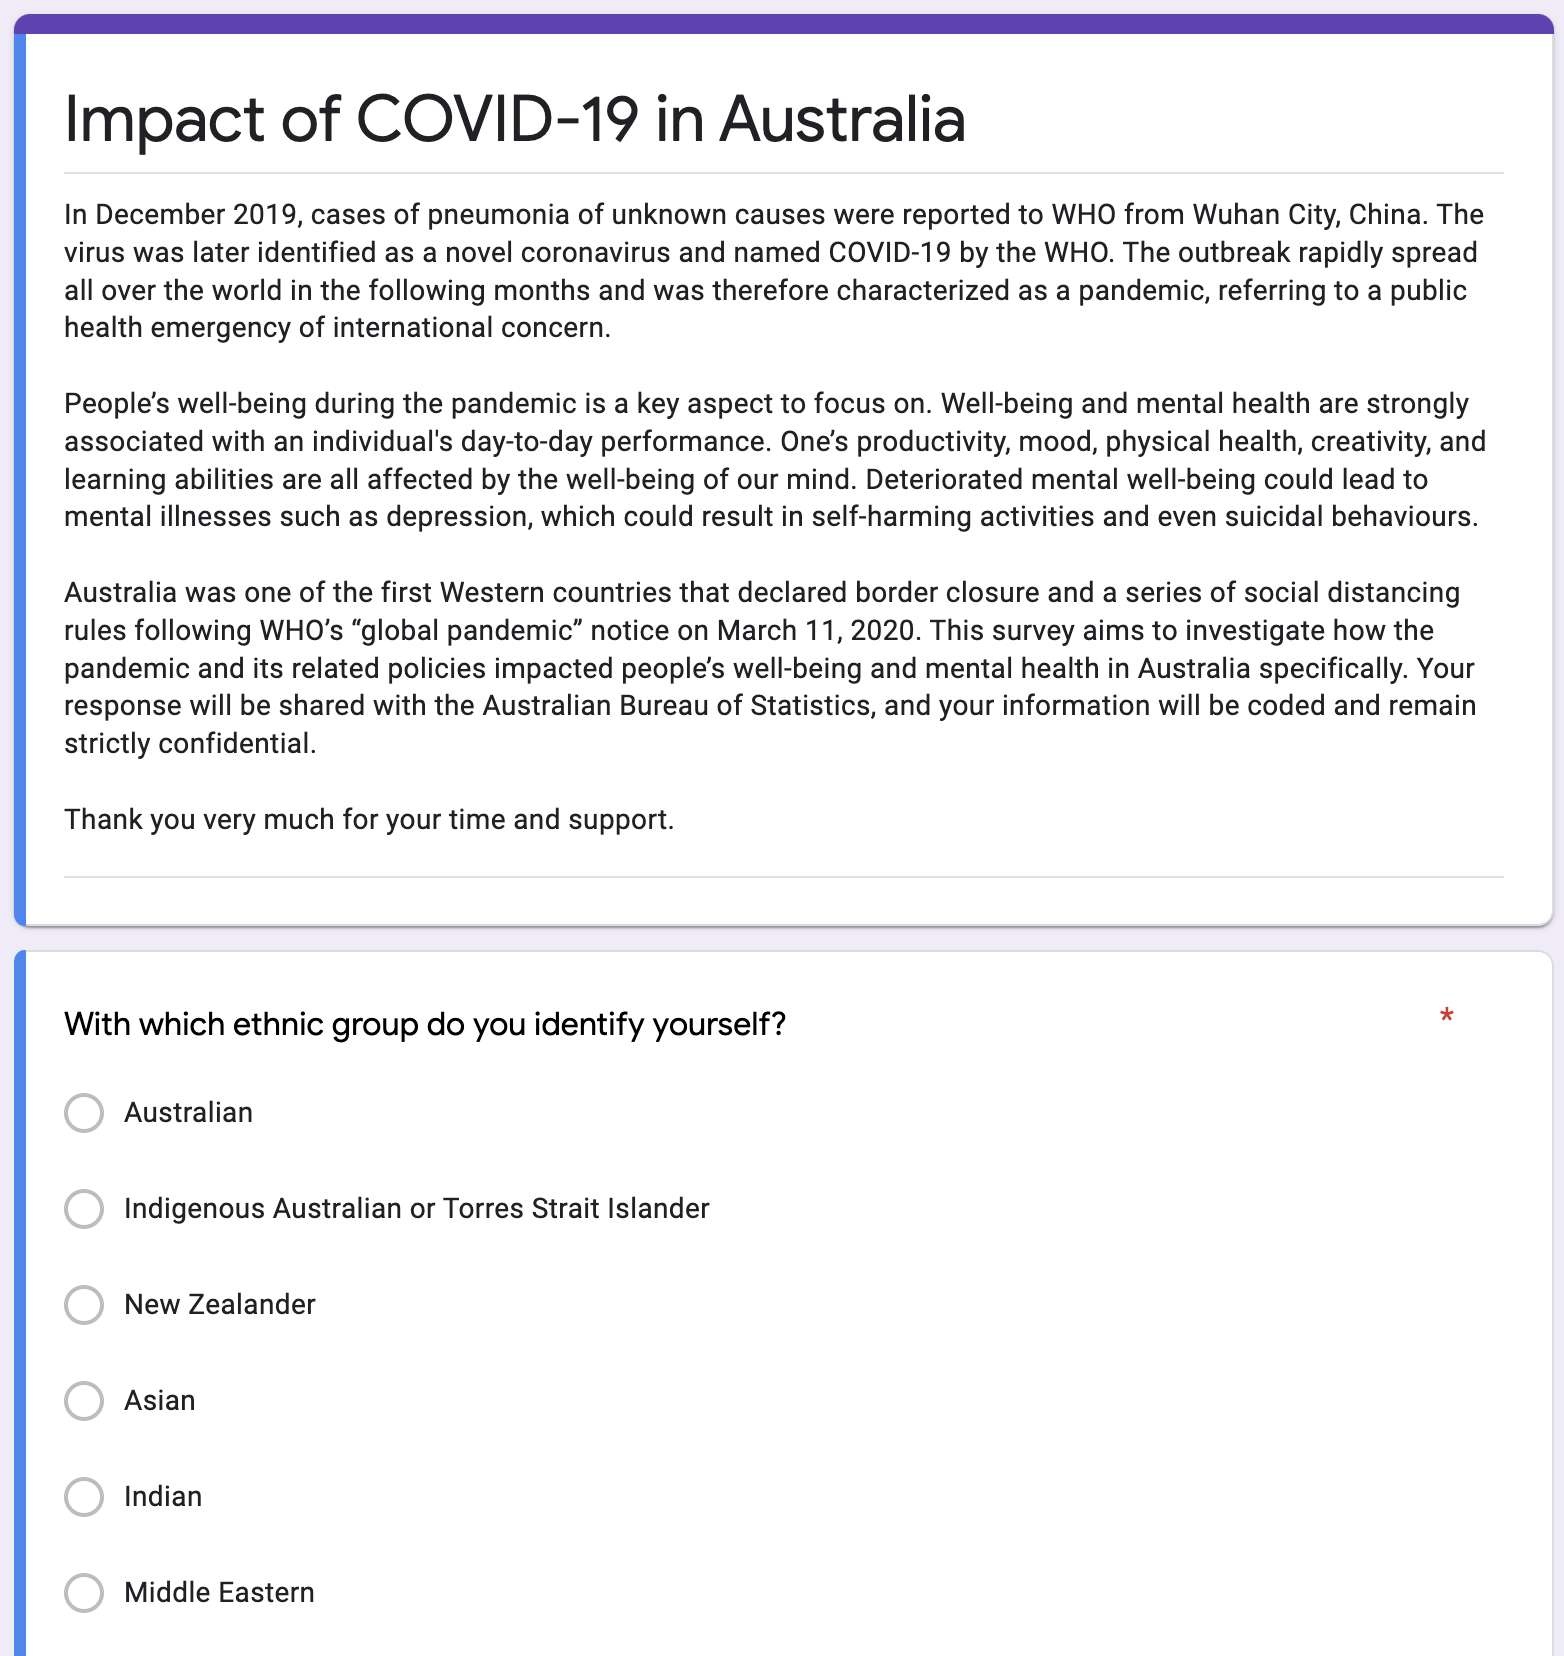 Impact of COVID-19 in Australia
In December 2019, cases of pneumonia of unknown causes were reported to WHO from Wuhan City, China. The
virus was later identified as a novel coronavirus and named COVID-19 by the WHO. The outbreak rapidly spread
all over the world in the following months and was therefore characterized as a pandemic, referring to a public
health emergency of international concern.
People’s well-being during the pandemic is a key aspect to focus on. Well-being and mental health are strongly
associated with an individual's day-to-day performance. One’s productivity, mood, physical health, creativity, and
learning abilities are all affected by the well-being of our mind. Deteriorated mental well-being could lead to
mental illnesses such as depression, which could result in self-harming activities and even suicidal behaviours.
Australia was one of the first Western countries that declared border closure and a series of social distancing
rules following WHO’s “global pandemic” notice on March 11, 2020. This survey aims to investigate how the
pandemic and its related policies impacted people’s well-being and mental health in Australia specifically. Your
response will be shared with the Australian Bureau of Statistics, and your information will be coded and remain
strictly confidential.
Thank you very much for your time and support.
With which ethnic group do you identify yourself? *
Australian
Indigenous Australian or Torres Strait Islander
New Zealander
Asian
Indian
Middle Eastern